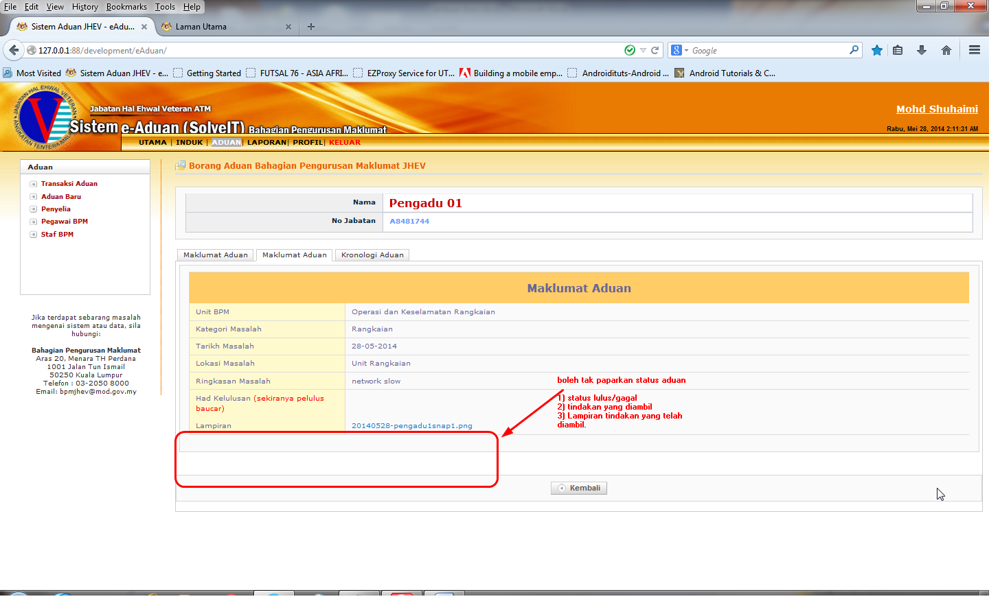 File Edit View History Bookmarks Tools Help
Sistem Aduan JHEV - eAdu... × Laman Utama × +
127.0.0.1:88/development/eAduan/
Google
Most Visited Sistem Aduan JHEV - e... Getting Started FUTSAL 76 - ASIA AFRI... EZProxy Service for UT... Building a mobile emp... Androidituts-Android ... Android Tutorials & C...
JABATAN HAL EHWAL VETERAN
ANGKATAN TENTERA
V
Jabatan Hal Ehwal Veteran ATM
Sistem e-Aduan (SolveIT) Bahagian Pengurusan Maklumat
Mohd Shuhaimi
Rabu, Mei 28, 2014 2:11:31 AM
UTAMA | INDUK | ADUAN| LAPORAN| PROFIL| KELUAR
Aduan
Transaksi Aduan
Aduan Baru
Penyelia
Pegawai BPM
Staf BPM
Jika terdapat sebarang masalah
mengenai sistem atau data, sila
hubungi:
Bahagian Pengurusan Maklumat
Aras 20, Menara TH Perdana
1001 Jalan Tun Ismail
50250 Kuala Lumpur
Telefon : 03-2050 8000
Email: bpmjhev@mod.gov.my
Borang Aduan Bahagian Pengurusan Maklumat JHEV
Nama Pengadu 01
No Jabatan A8481744
Maklumat Aduan Maklumat Aduan Kronologi Aduan
Maklumat Aduan
Unit BPM Operasi dan Keselamatan Rangkaian
Kategori Masalah Rangkaian
Tarikh Masalah 28-05-2014
Lokasi Masalah Unit Rangkaian
Ringkasan Masalah network slow
Had Kelulusan (sekiranya pelulus
baucar)
Lampiran 20140528-pengadu1snap1.png
boleh tak paparkan status aduan
1) status lulus/gagal
2) tindakan yang diambil
3) Lampiran tindakan yang telah
diambil.
Kembali